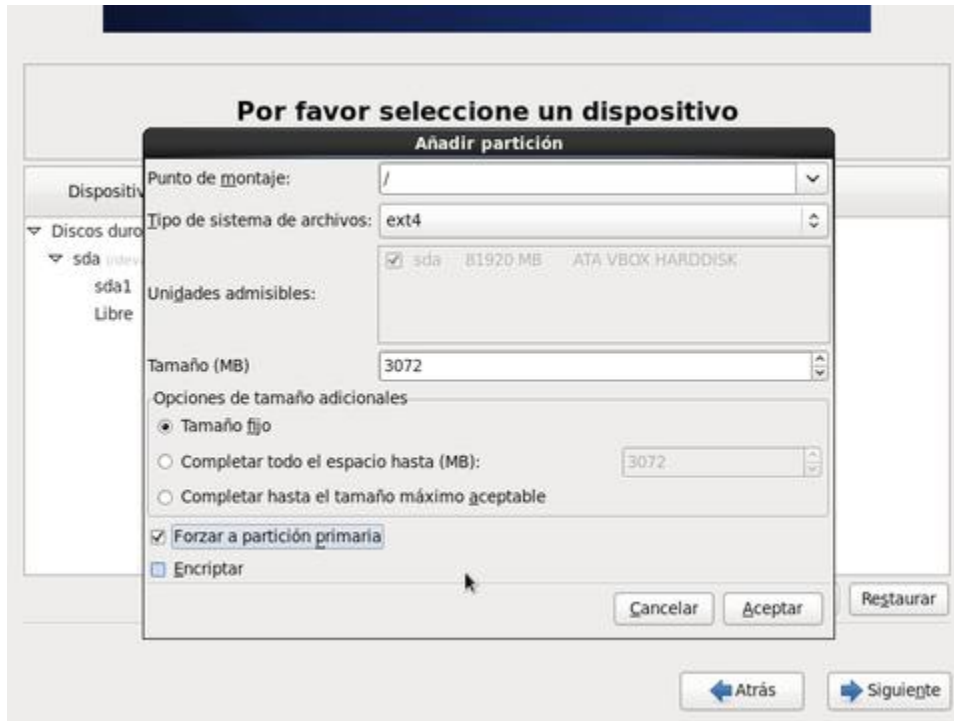 Por favor seleccione un dispositivo
Añadir partición
Dispositiv
Punto de montaje: /
Discos duro
Tipo de sistema de archivos: ext4
sda
sda 81920 MB ATA VBOX HARDDISK
sda1
Unidades admisibles:
Libre
Tamaño (MB) 3072
Opciones de tamaño adicionales
Tamaño fijo
Completar todo el espacio hasta (MB): 3072
Completar hasta el tamaño máximo aceptable
Forzar a partición primaria
Encriptar
Cancelar Aceptar Restaurar
Atrás Siguiente